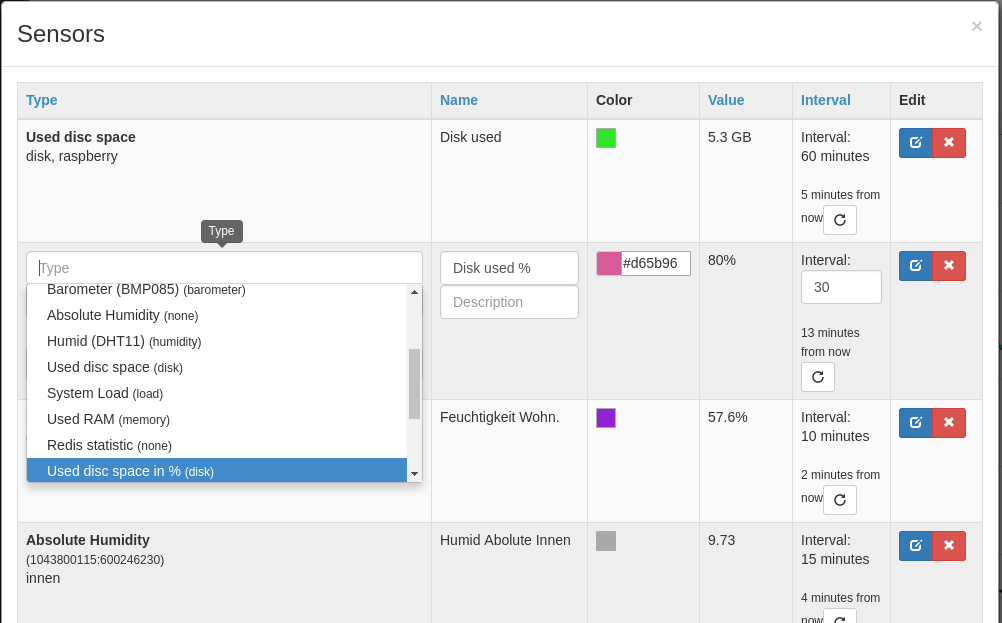 Sensors
×
Type Name Color Value Interval Edit
Used disc space
disk, raspberry
Disk used
5.3 GB
Interval:
60 minutes
5 minutes from
now
Type
Type
Barometer (BMP085) (barometer)
Absolute Humidity (none)
Humid (DHT11) (humidity)
Used disc space (disk)
System Load (load)
Used RAM (memory)
Redis statistic (none)
Used disc space in % (disk)
Disk used %
Description
#d65b96
80%
Interval:
30
13 minutes
from now
Feuchtigkeit Wohn.
57.6%
Interval:
10 minutes
2 minutes from
now
Absolute Humidity
(1043800115:600246230)
innen
Humid Abolute Innen
9.73
Interval:
15 minutes
4 minutes from
now